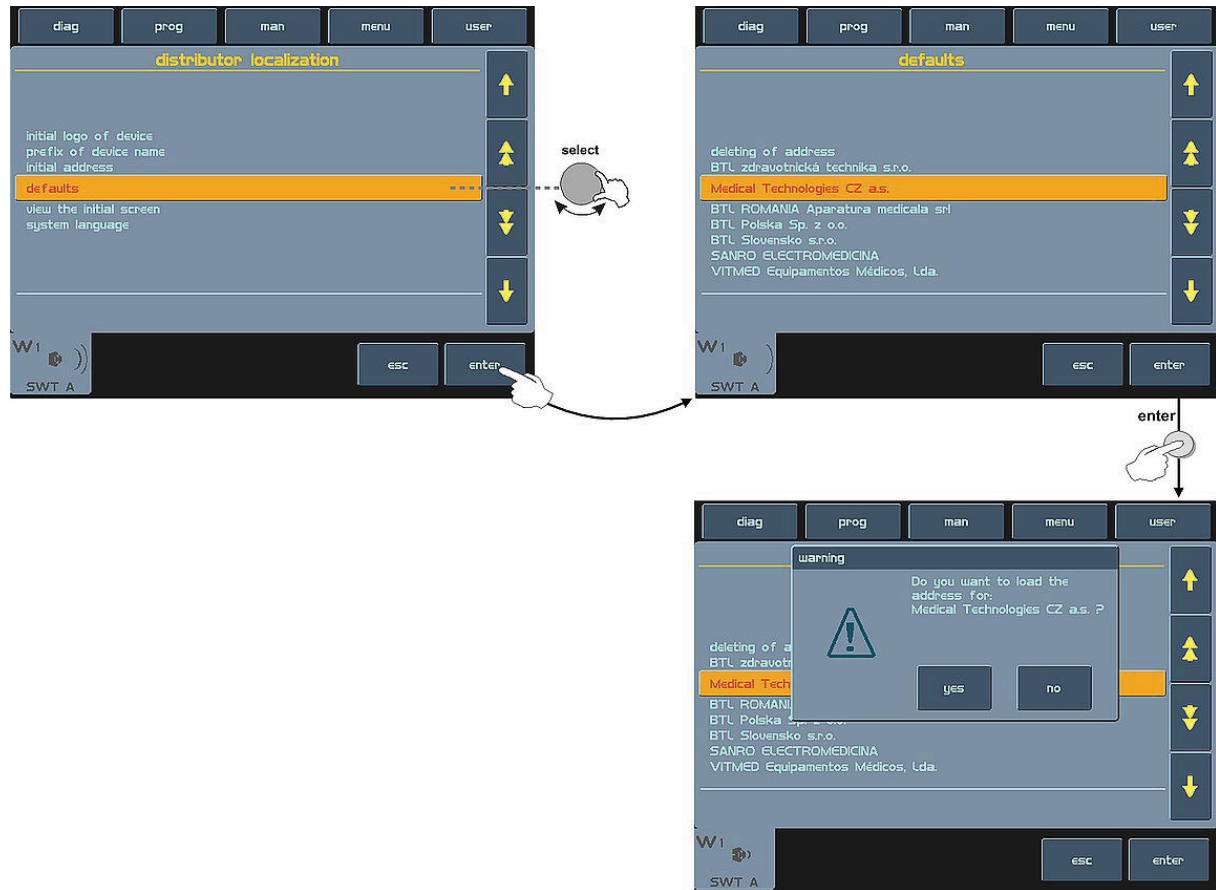 diag prog man menu user
distributor localization
initial logo of device
prefix of device name
initial address
defaults
view the initial screen
system language
W1
SWT A
esc enter
select
diag prog man menu user
defaults
deleting of address
BTL zdravotnická technika s.r.o.
Medical Technologies CZ a.s.
BTL ROMANIA Aparatura medicala srl
BTL Polska Sp. z o.o.
BTL Slovensko s.r.o.
SANRO ELECTROMEDICINA
VITMED Equipamentos Médicos, Lda.
W1
SWT A
esc enter
enter
diag prog man menu user
warning
Do you want to load the
address for:
Medical Technologies CZ a.s. ?
yes no
deleting of a
BTL zdravot
Medical Tech
BTL ROMANI
BTL Polska Sp. z o.o.
BTL Slovensko s.r.o.
SANRO ELECTROMEDICINA
VITMED Equipamentos Médicos, Lda.
W1
SWT A
esc enter